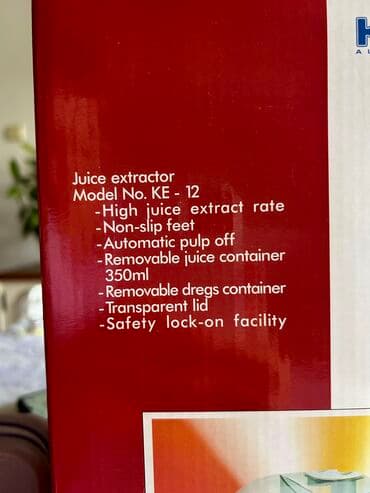 Juice extractor
Model No. KE - 12
-High juice extract rate
-Non-slip feet
-Automatic pulp off
-Removable juice container
350ml
-Removable dregs container
-Transparent lid
-Safety lock-on facility